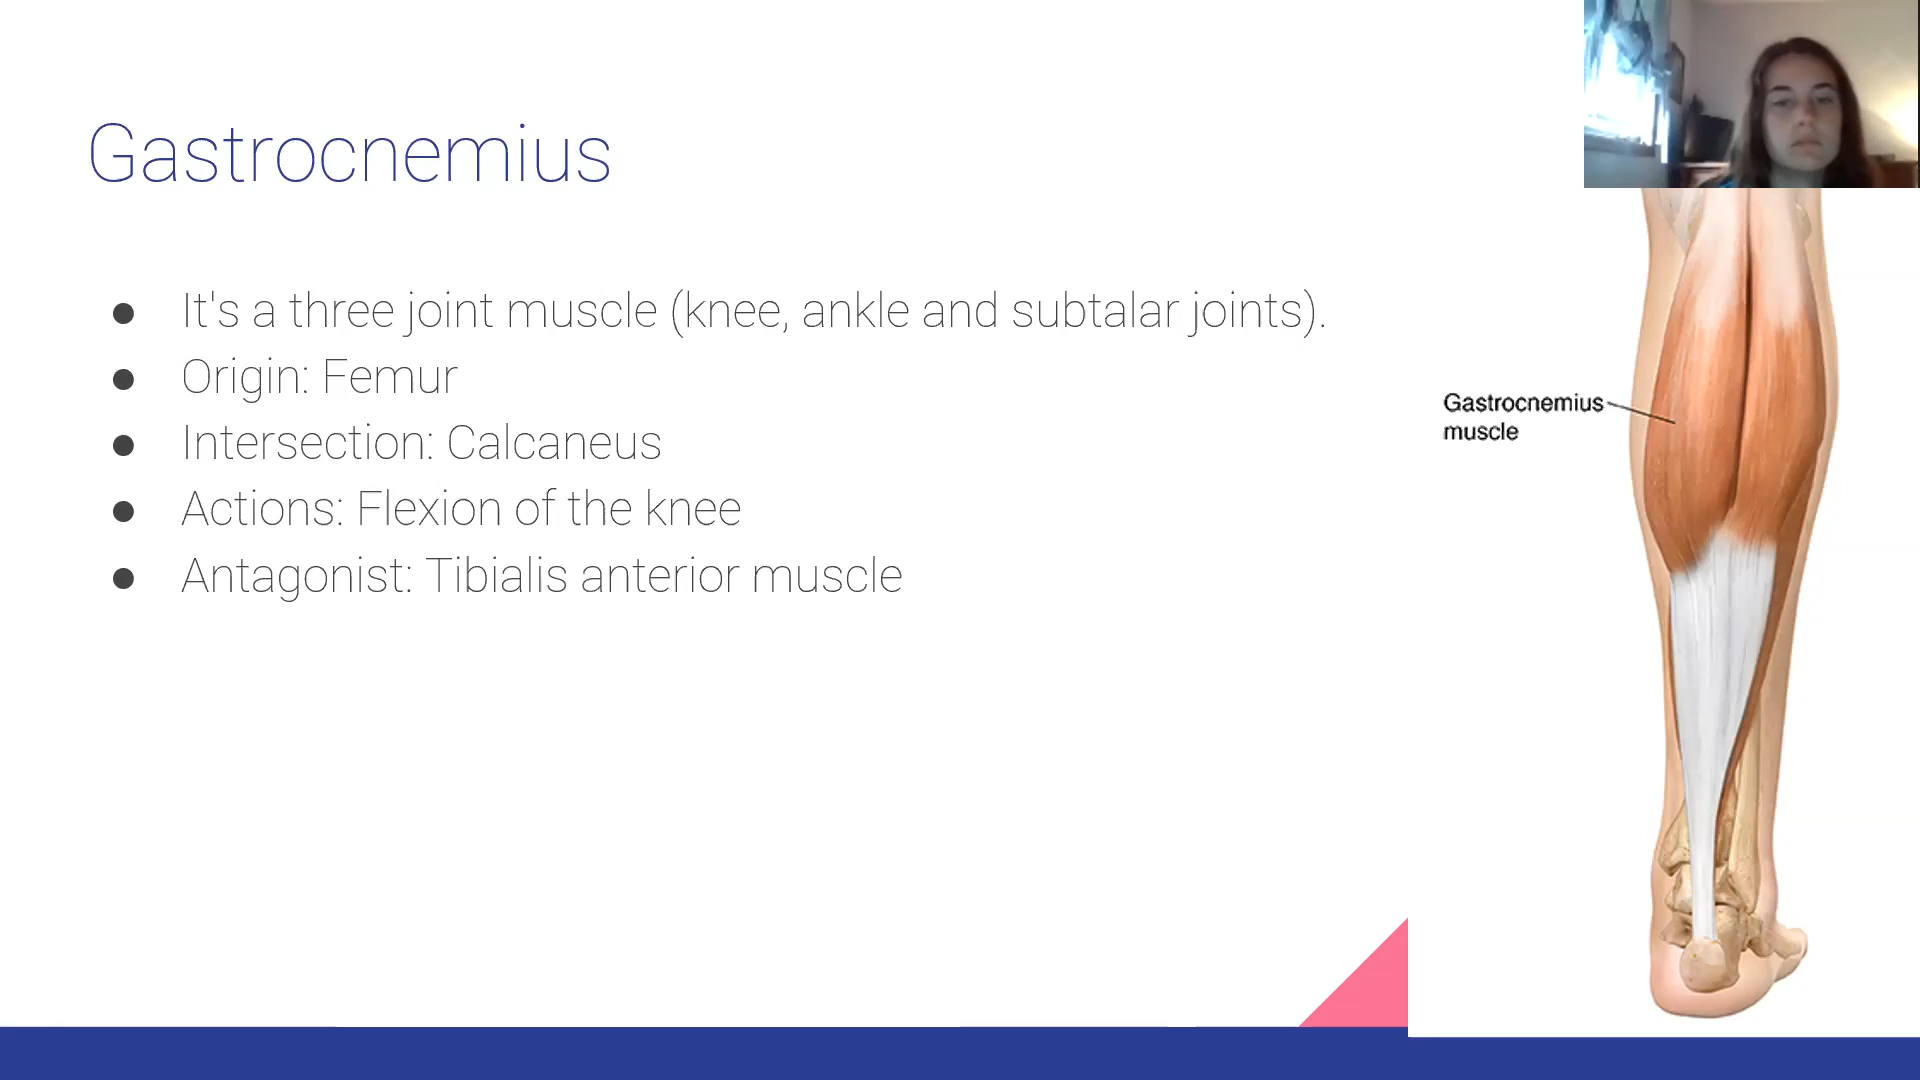 Gastrocnemius
● It's a three joint muscle (knee, ankle and subtalar joints).
● Origin: Femur
● Intersection: Calcaneus
● Actions: Flexion of the knee
● Antagonist: Tibialis anterior muscle
Gastrocnemius
muscle